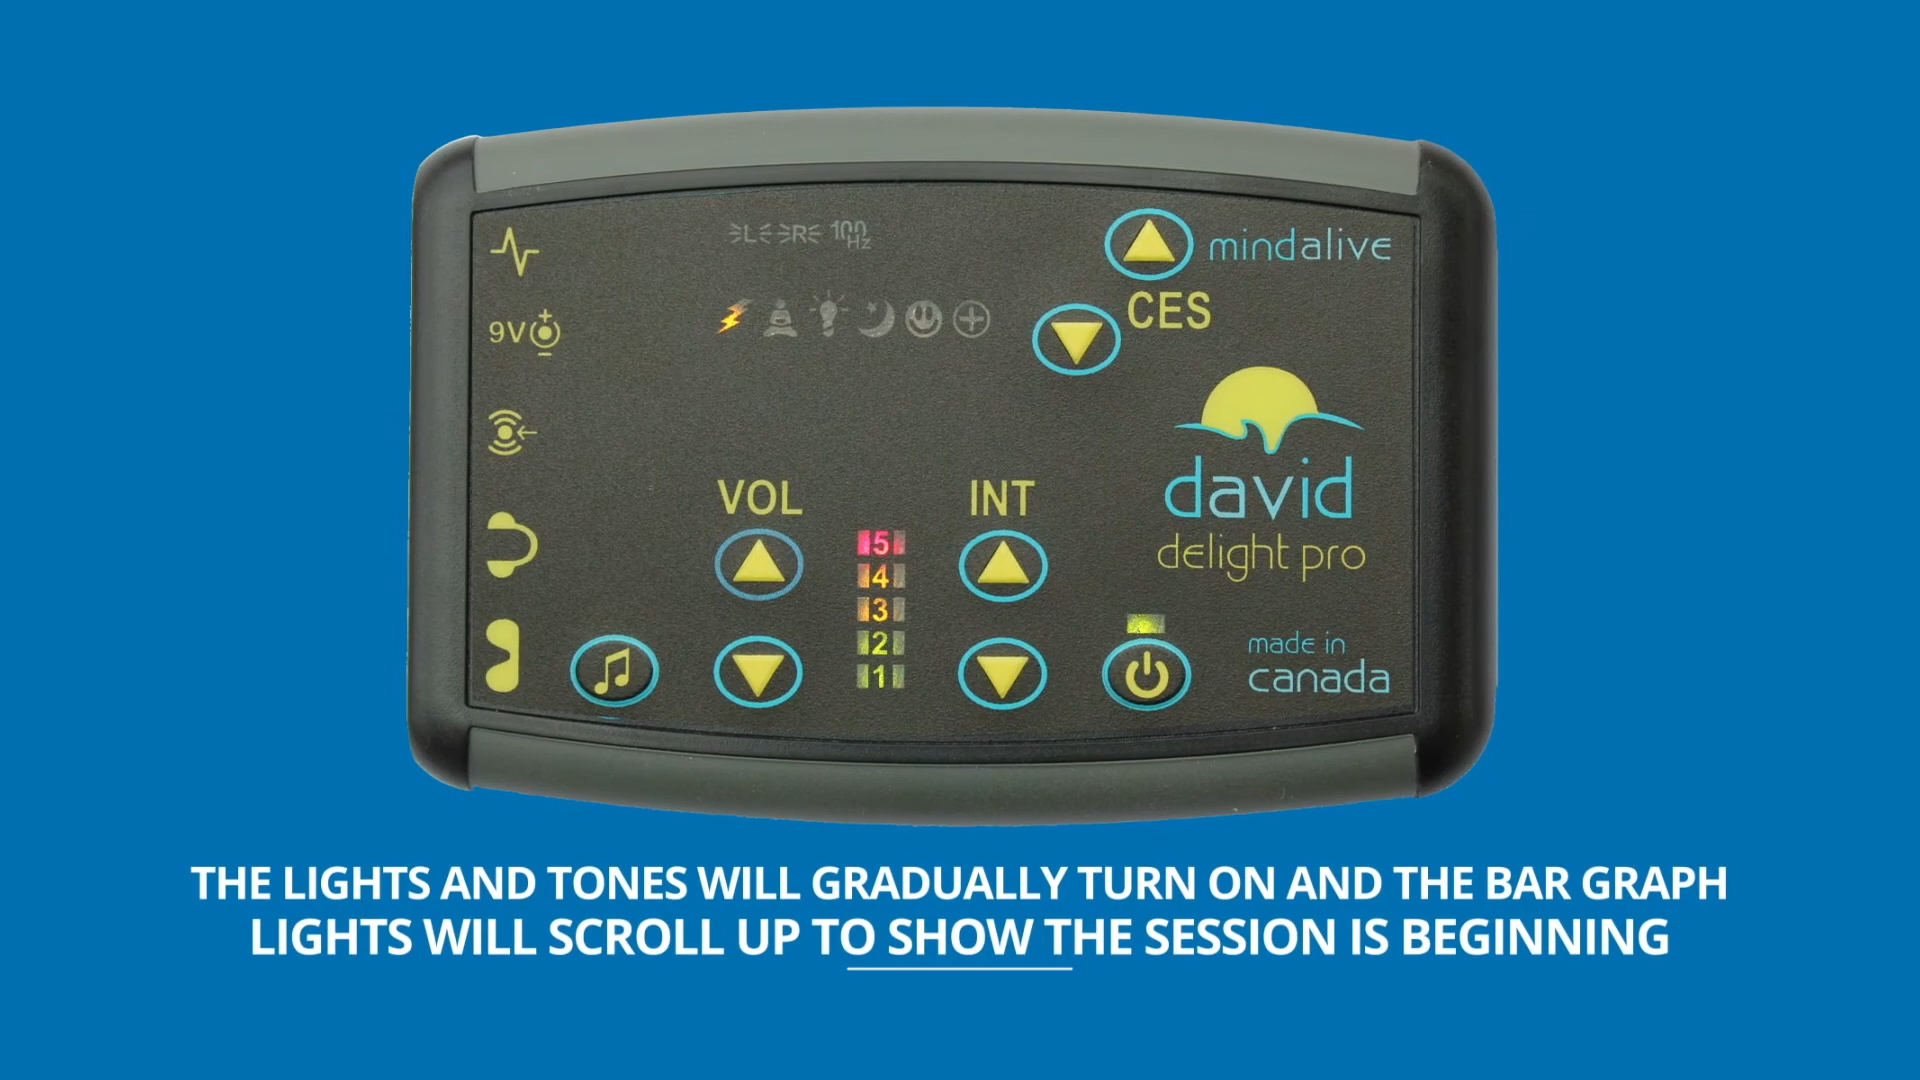 L R 100 Hz
mindalive
CES
9V
VOL
INT
david
delight pro
5
4
3
2
1
made in
canada
THE LIGHTS AND TONES WILL GRADUALLY TURN ON AND THE BAR GRAPH
LIGHTS WILL SCROLL UP TO SHOW THE SESSION IS BEGINNING